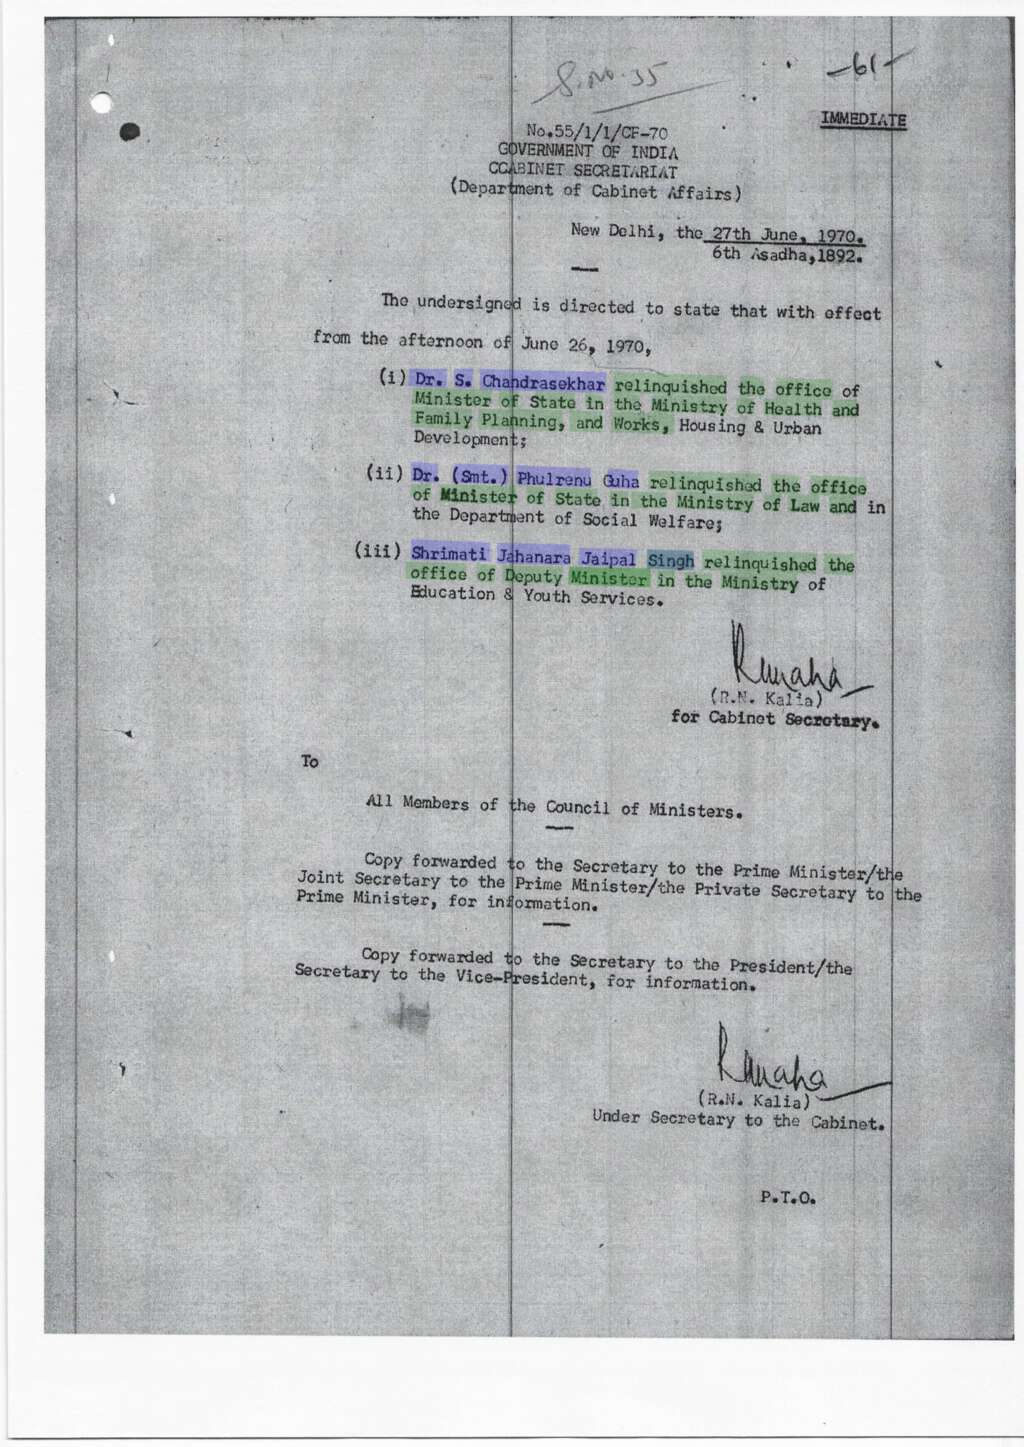 S.No.35
-61-
IMMEDIATE
No.55/1/1/CF-70
GOVERNMENT OF INDIA
CCABINET SECRETARIAT
(Department of Cabinet Affairs)
New Delhi, the 27th June, 1970.
6th Asadha,1892.
The undersigned is directed to state that with effect
from the afternoon of June 26, 1970,
(i) Dr. S. Chandrasekhar relinquished the office of
Minister of State in the Ministry of Health and
Family Planning, and Works, Housing & Urban
Development;
(ii) Dr. (Smt.) Phulrenu Guha relinquished the office
of Minister of State in the Ministry of Law and in
the Department of Social Welfare;
(iii) Shrimati Jahanara Jaipal Singh relinquished the
office of Deputy Minister in the Ministry of
Education & Youth Services.
(R.N. Kalia)
for Cabinet Secretary.
To
All Members of the Council of Ministers.
Copy forwarded to the Secretary to the Prime Minister/the
Joint Secretary to the Prime Minister/the Private Secretary to the
Prime Minister, for information.
Copy forwarded to the Secretary to the President/the
Secretary to the Vice-President, for information.
(R.N. Kalia)
Under Secretary to the Cabinet.
P.T.O.